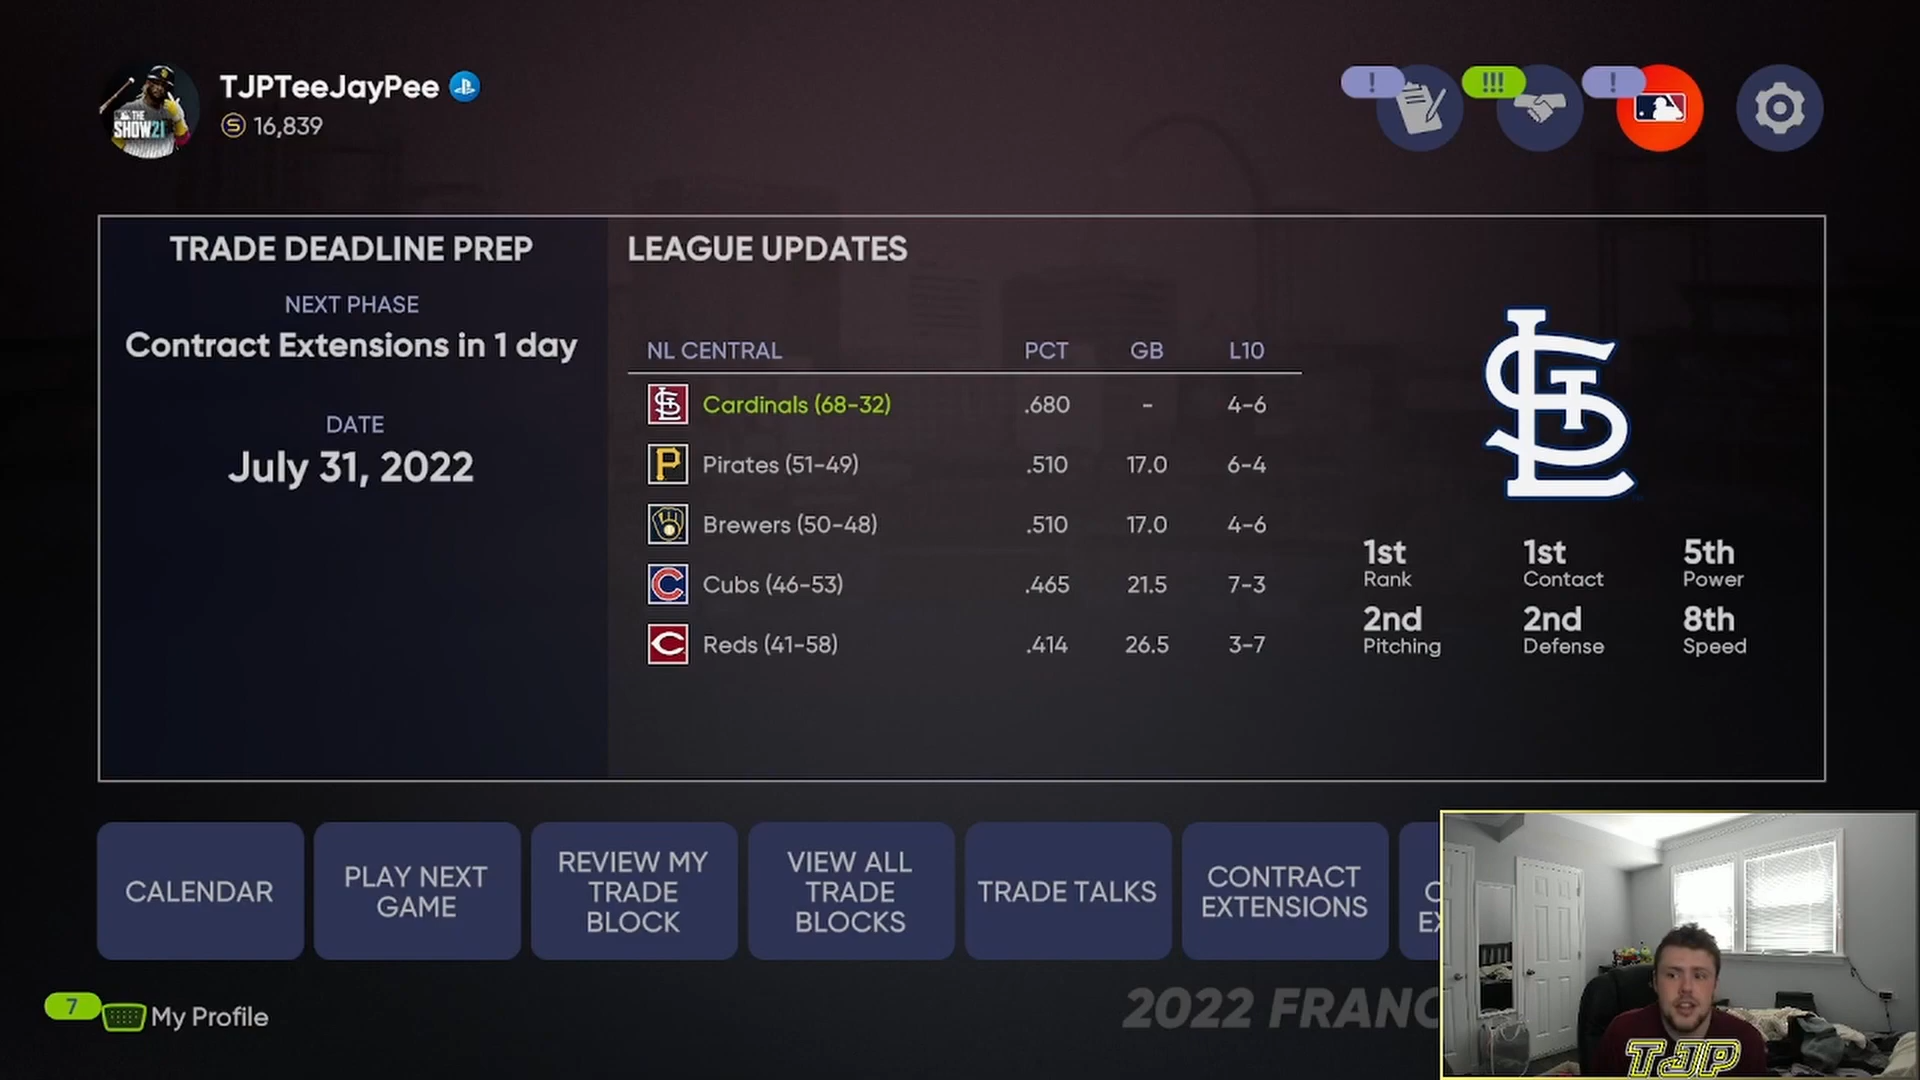 TJPTeeJayPee
16,839
THE
SHOW21
!
!!!
!
TRADE DEADLINE PREP
NEXT PHASE
Contract Extensions in 1 day
DATE
July 31, 2022
LEAGUE UPDATES
NL CENTRAL PCT GB L10
Cardinals (68-32) .680 - 4-6
Pirates (51-49) .510 17.0 6-4
Brewers (50-48) .510 17.0 4-6
Cubs (46-53) .465 21.5 7-3
Reds (41-58) .414 26.5 3-7
1st
Rank
1st
Contact
5th
Power
2nd
Pitching
2nd
Defense
8th
Speed
CALENDAR
PLAY NEXT
GAME
REVIEW MY
TRADE
BLOCK
VIEW ALL
TRADE
BLOCKS
TRADE TALKS
CONTRACT
EXTENSIONS
C
EX
7
My Profile
2022 FRANC
TJP